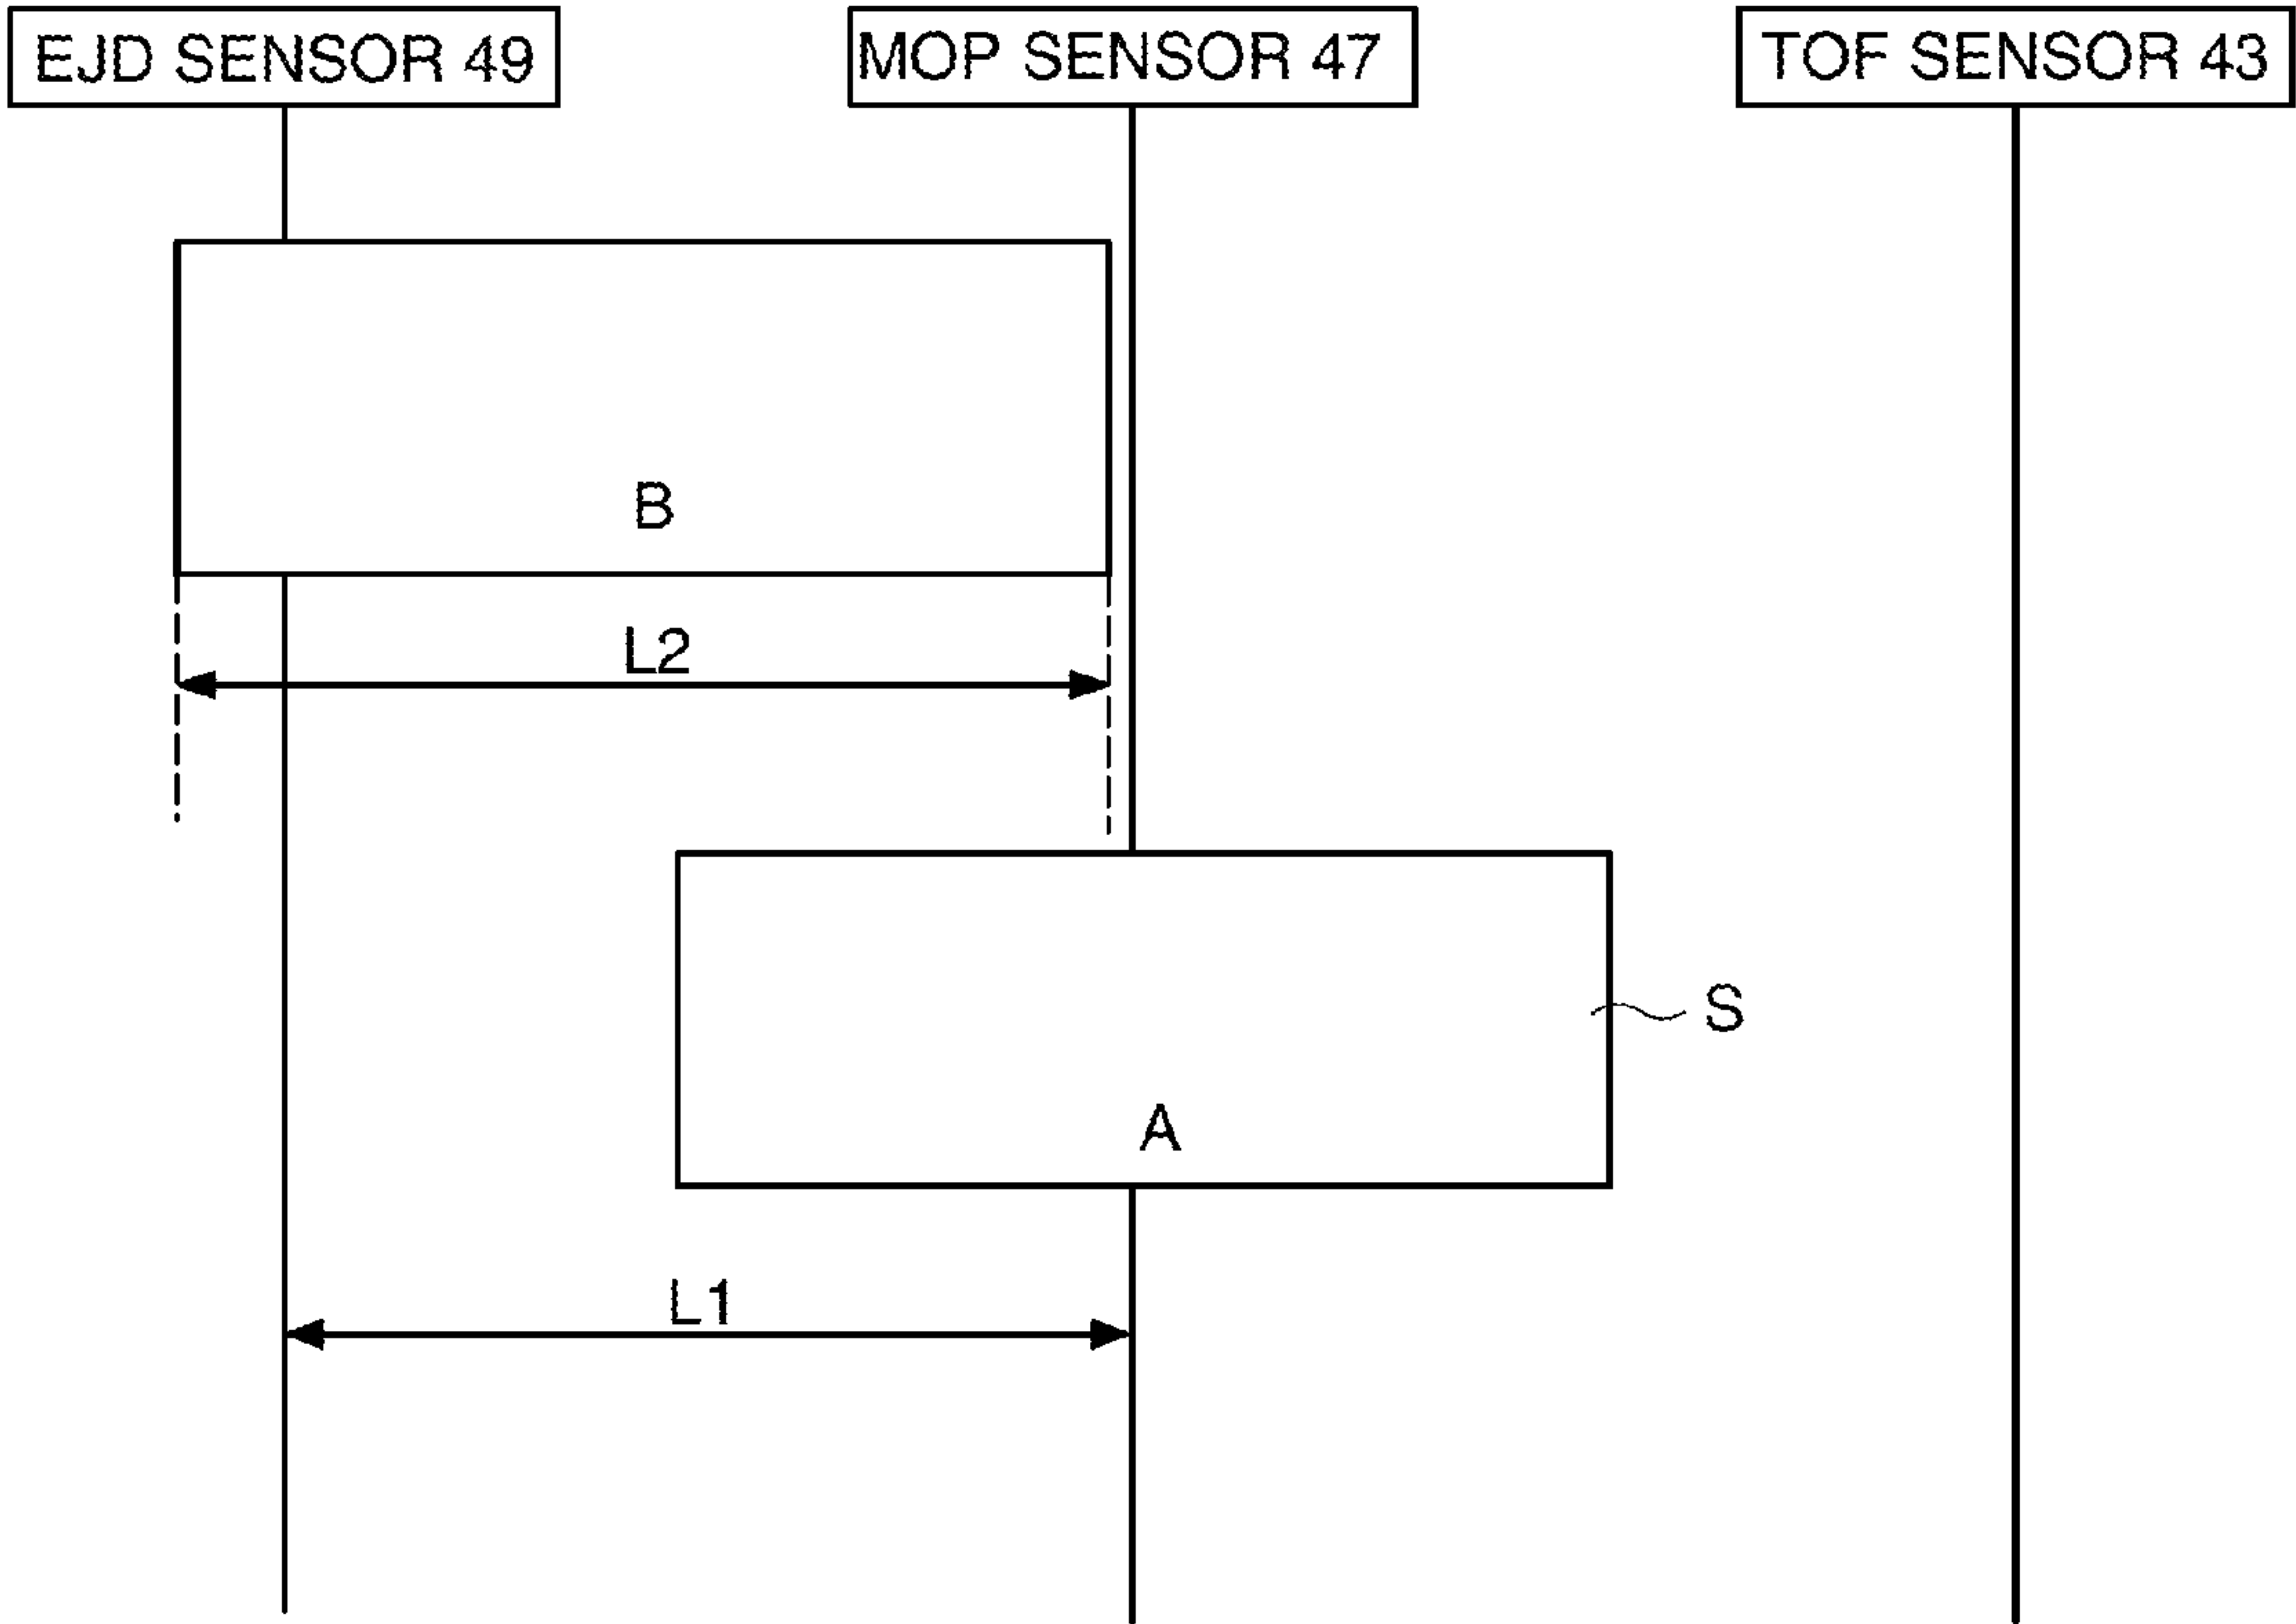 EJD SENSOR 49
MOP SENSOR 47
TOF SENSOR 43
B
L2
S
A
L1